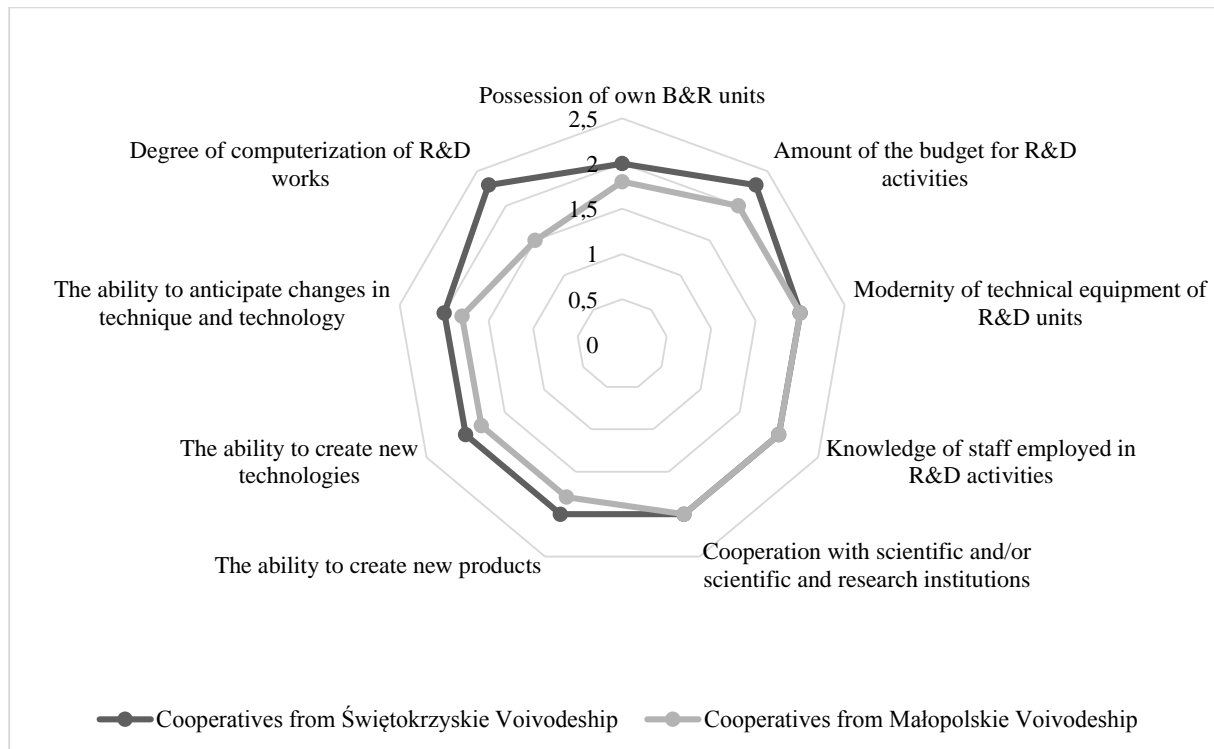 Possession of own B&R units
2,5
2
1,5
1
0,5
0
Amount of the budget for R&D
activities
Modernity of technical equipment of
R&D units
Knowledge of staff employed in
R&D activities
Cooperation with scientific and/or
scientific and research institutions
The ability to create new products
The ability to create new
technologies
The ability to anticipate changes in
technique and technology
Degree of computerization of R&D
works
Cooperatives from Świętokrzyskie Voivodeship
Cooperatives from Małopolskie Voivodeship